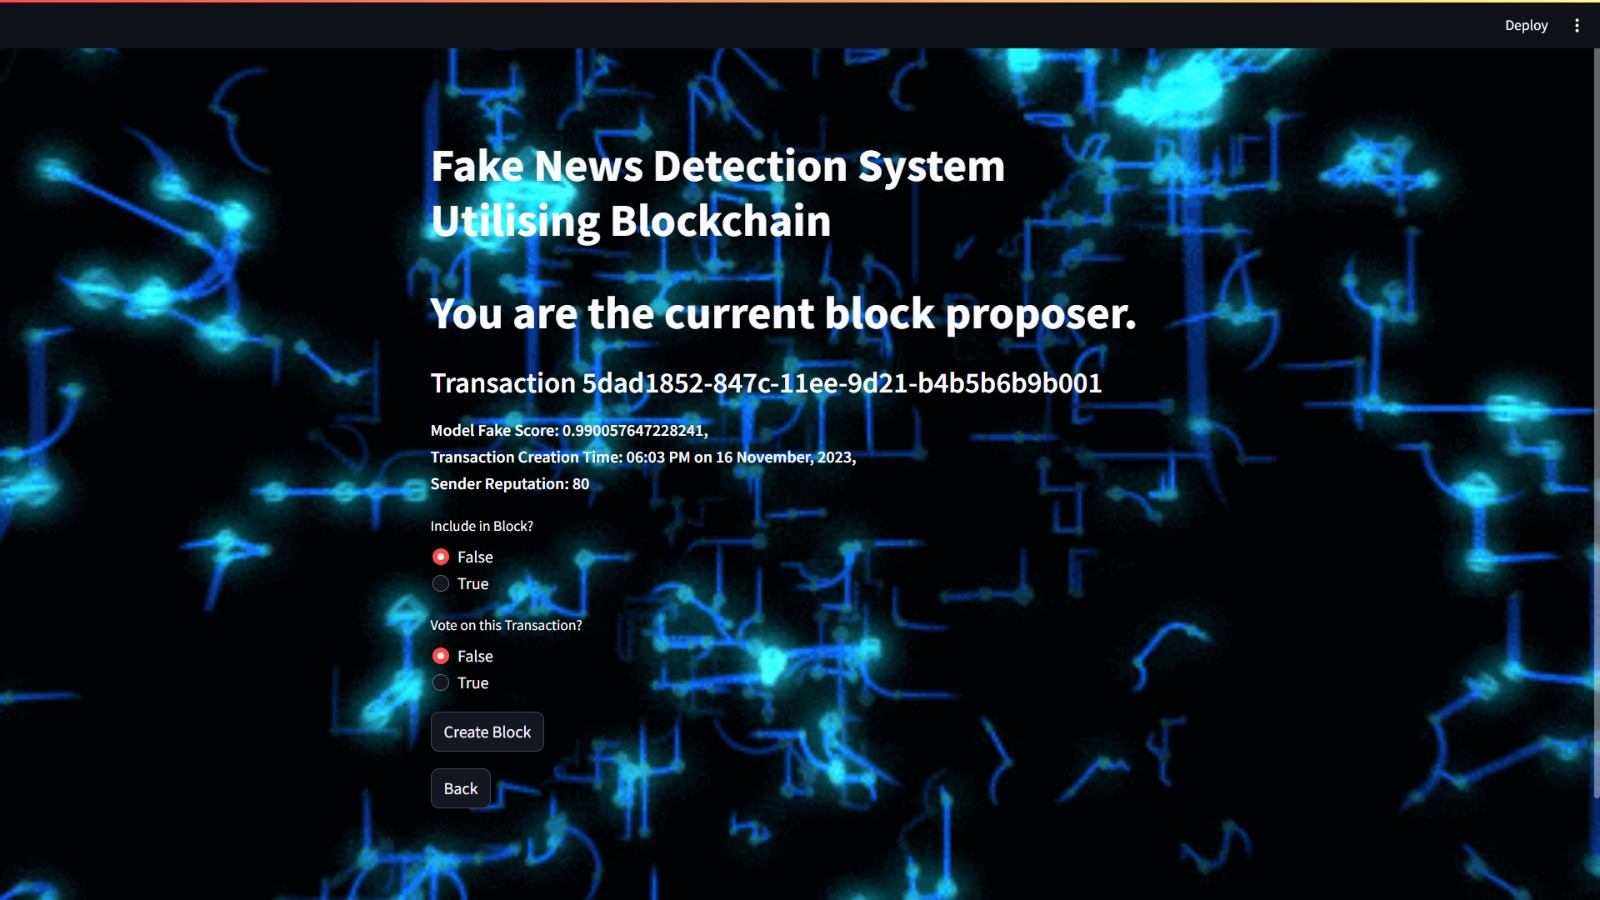 Deploy
Fake News Detection System
Utilising Blockchain
You are the current block proposer.
Transaction 5dad1852-847c-11ee-9d21-b4b5b6b9b001
Model Fake Score: 0.990057647228241,
Transaction Creation Time: 06:03 PM on 16 November, 2023,
Sender Reputation: 80
Include in Block?
False
True
Vote on this Transaction?
False
True
Create Block
Back